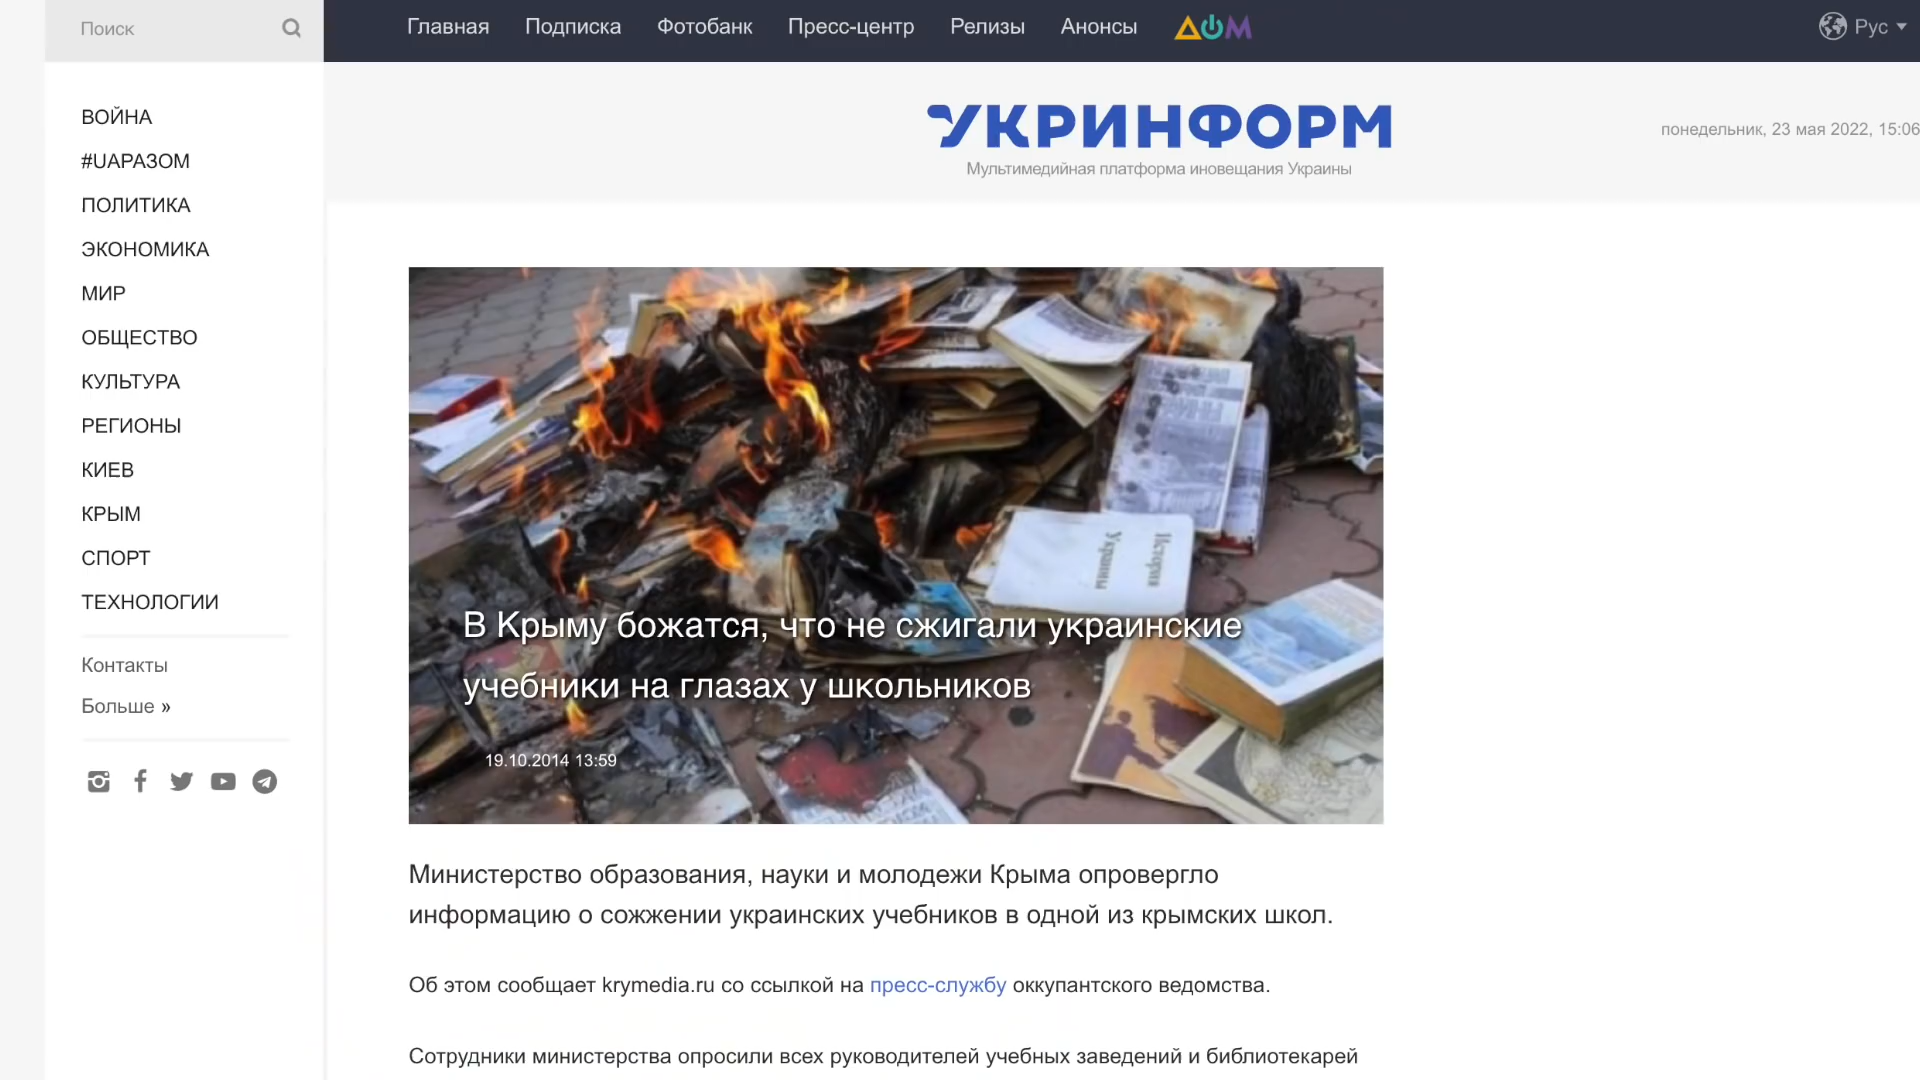 Поиск
Главная Подписка Фотобанк Пресс-центр Релизы Анонсы ДОМ
Рус
УКРИНФОРМ
Мультимедийная платформа иновещания Украины
понедельник, 23 мая 2022, 15:06
ВОЙНА
#UАРАЗОМ
ПОЛИТИКА
ЭКОНОМИКА
МИР
ОБЩЕСТВО
КУЛЬТУРА
РЕГИОНЫ
КИЕВ
КРЫМ
СПОРТ
ТЕХНОЛОГИИ
Контакты
Больше »
История
Украины
В Крыму божатся, что не сжигали украинские
учебники на глазах у школьников
19.10.2014 13:59
Министерство образования, науки и молодежи Крыма опровергло
информацию о сожжении украинских учебников в одной из крымских школ.
Об этом сообщает krymedia.ru со ссылкой на пресс-службу оккупантского ведомства.
Сотрудники министерства опросили всех руководителей учебных заведений и библиотекарей